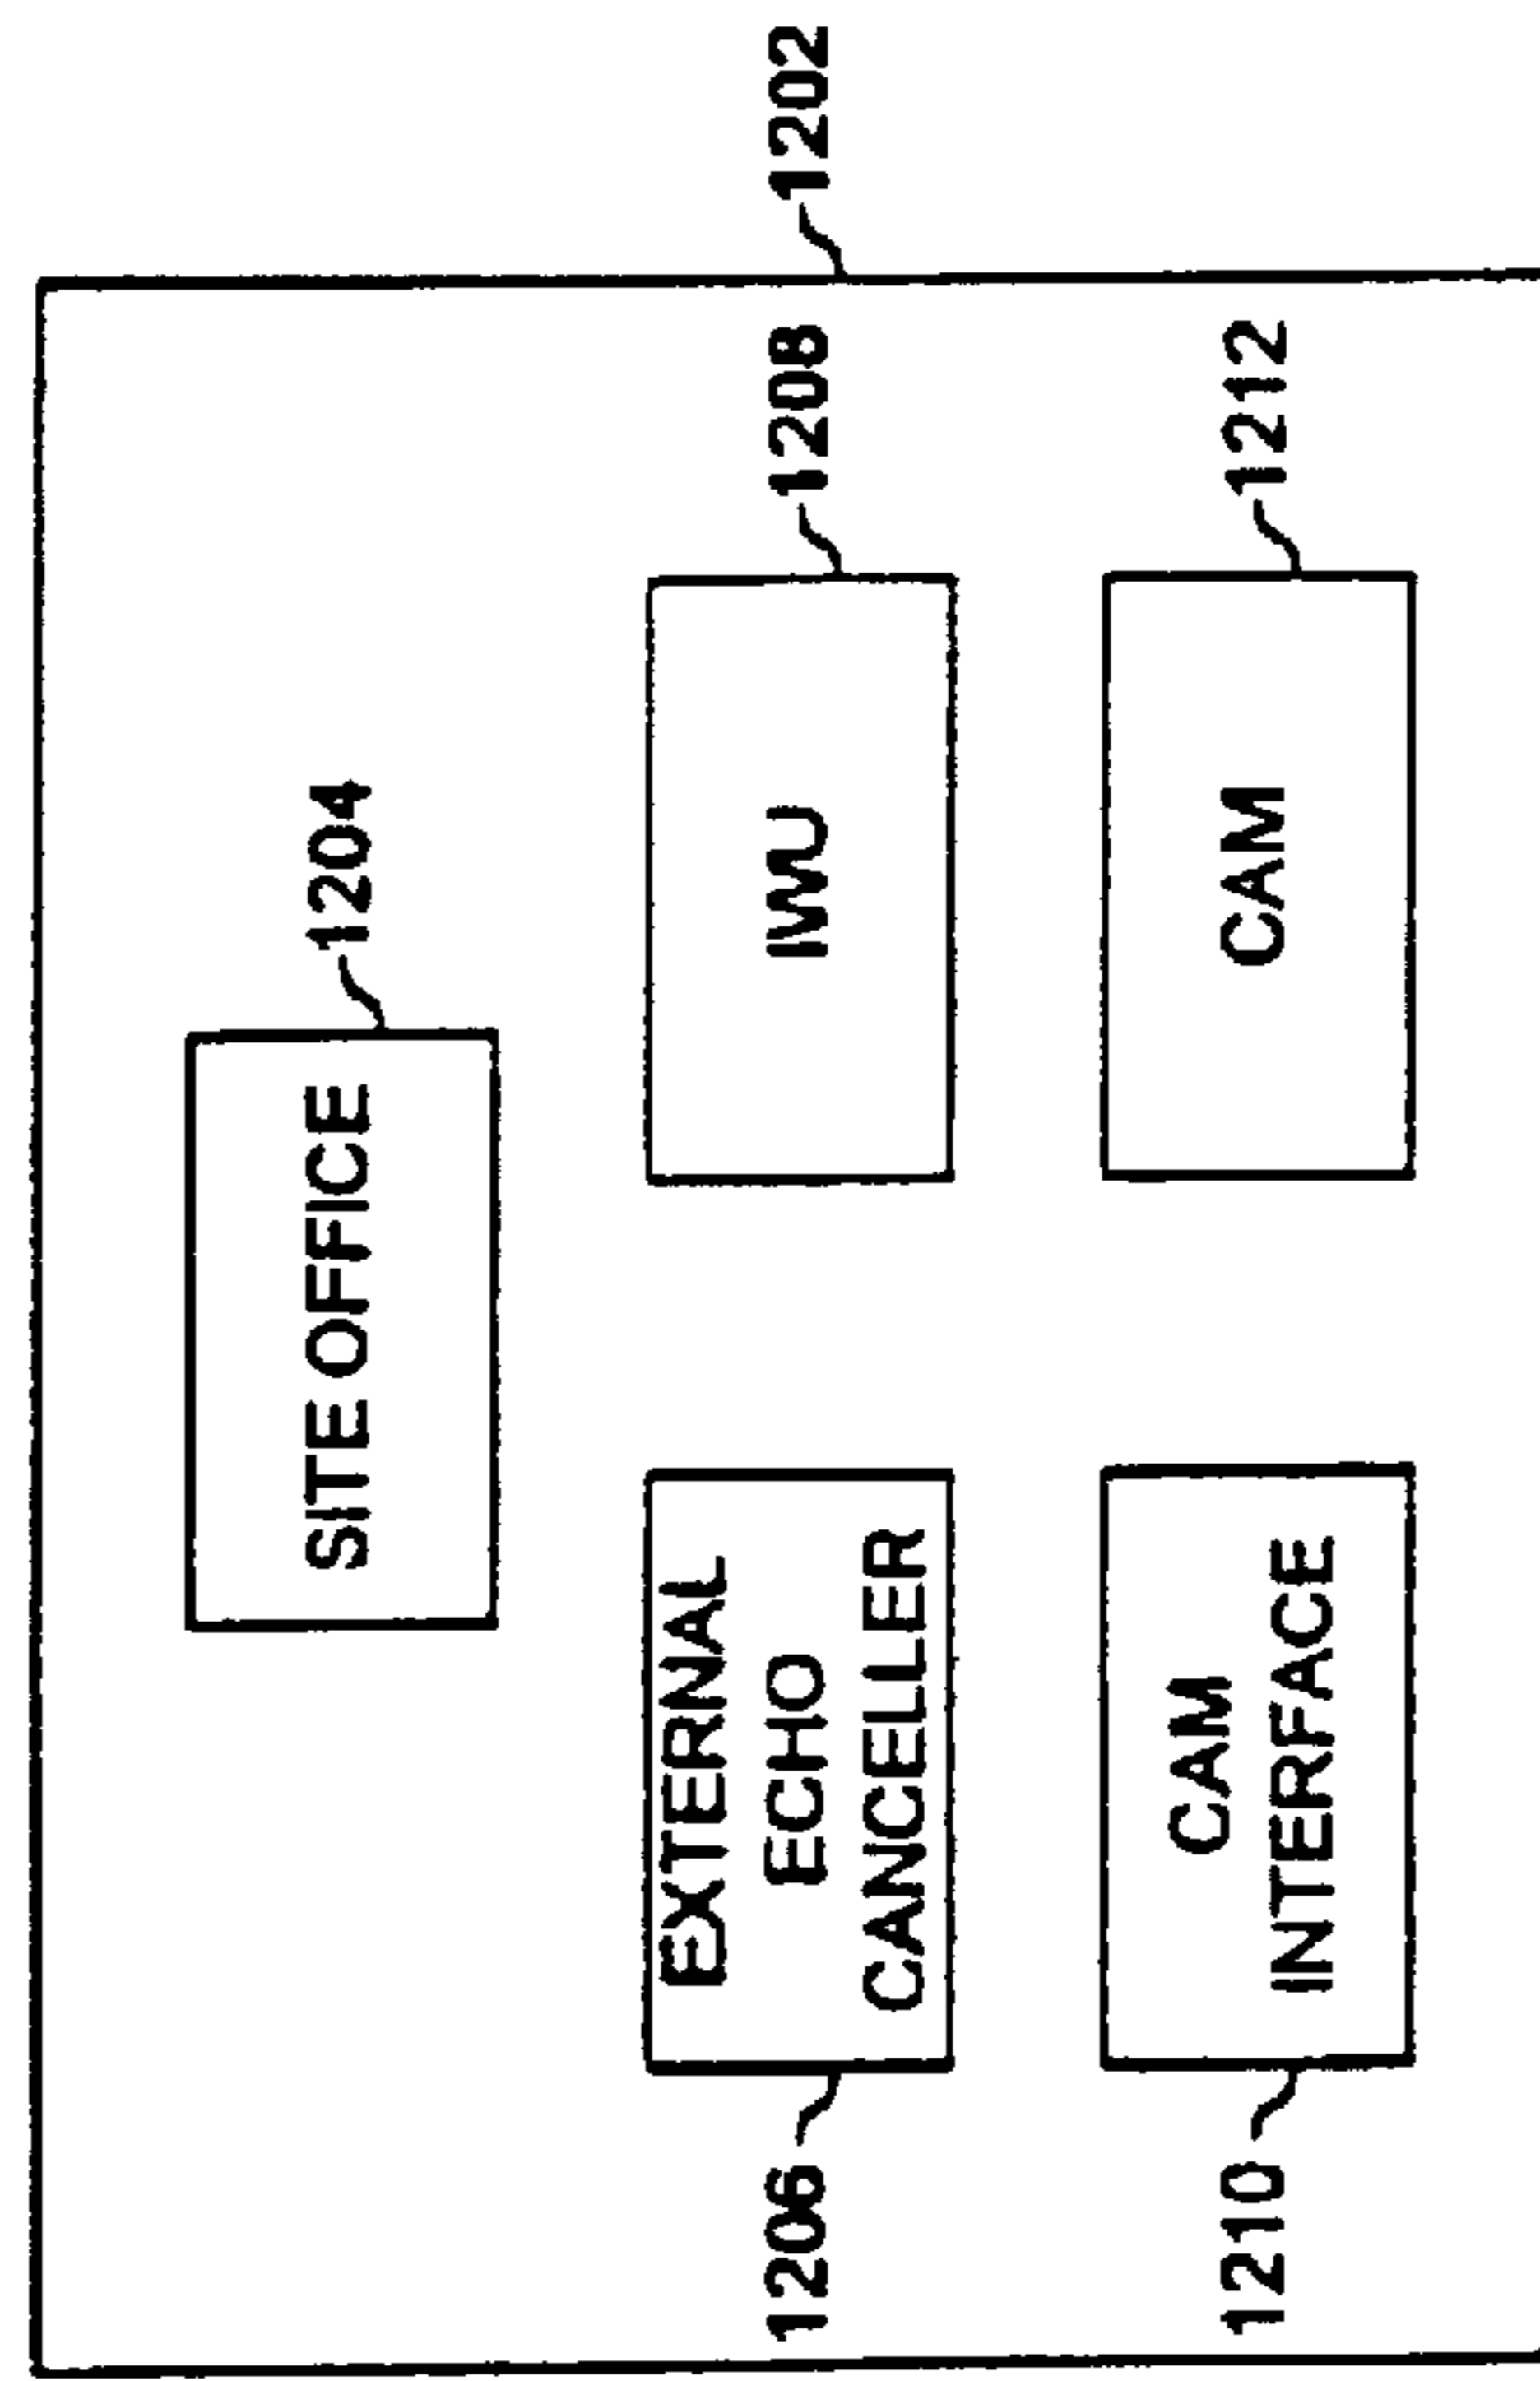 1202
SITE OFFICE
1204
EXTERNAL
ECHO
CANCELLER
1206
IWU
1208
CAM
INTERFACE
1210
CAM
1212